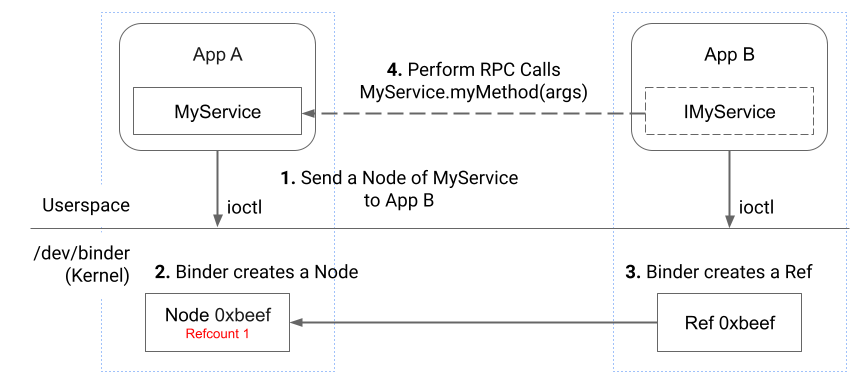 App A
App B
4. Perform RPC Calls
MyService.myMethod(args)
MyService
IMyService
1. Send a Node of MyService
to App B
Userspace
ioctl
ioctl
/dev/binder
(Kernel)
2. Binder creates a Node
3. Binder creates a Ref
Node 0xbeef
Refcount 1
Ref 0xbeef